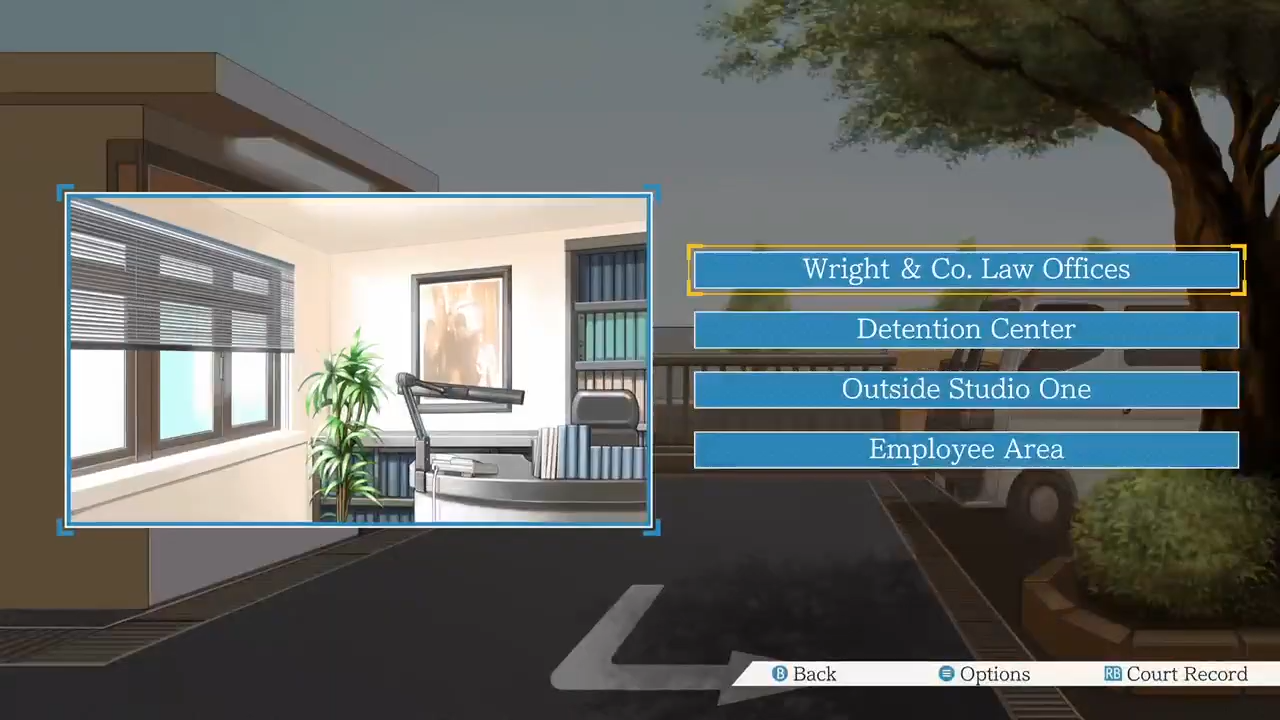 Wright & Co. Law Offices
Detention Center
Outside Studio One
Employee Area
B Back
Options
RB Court Record